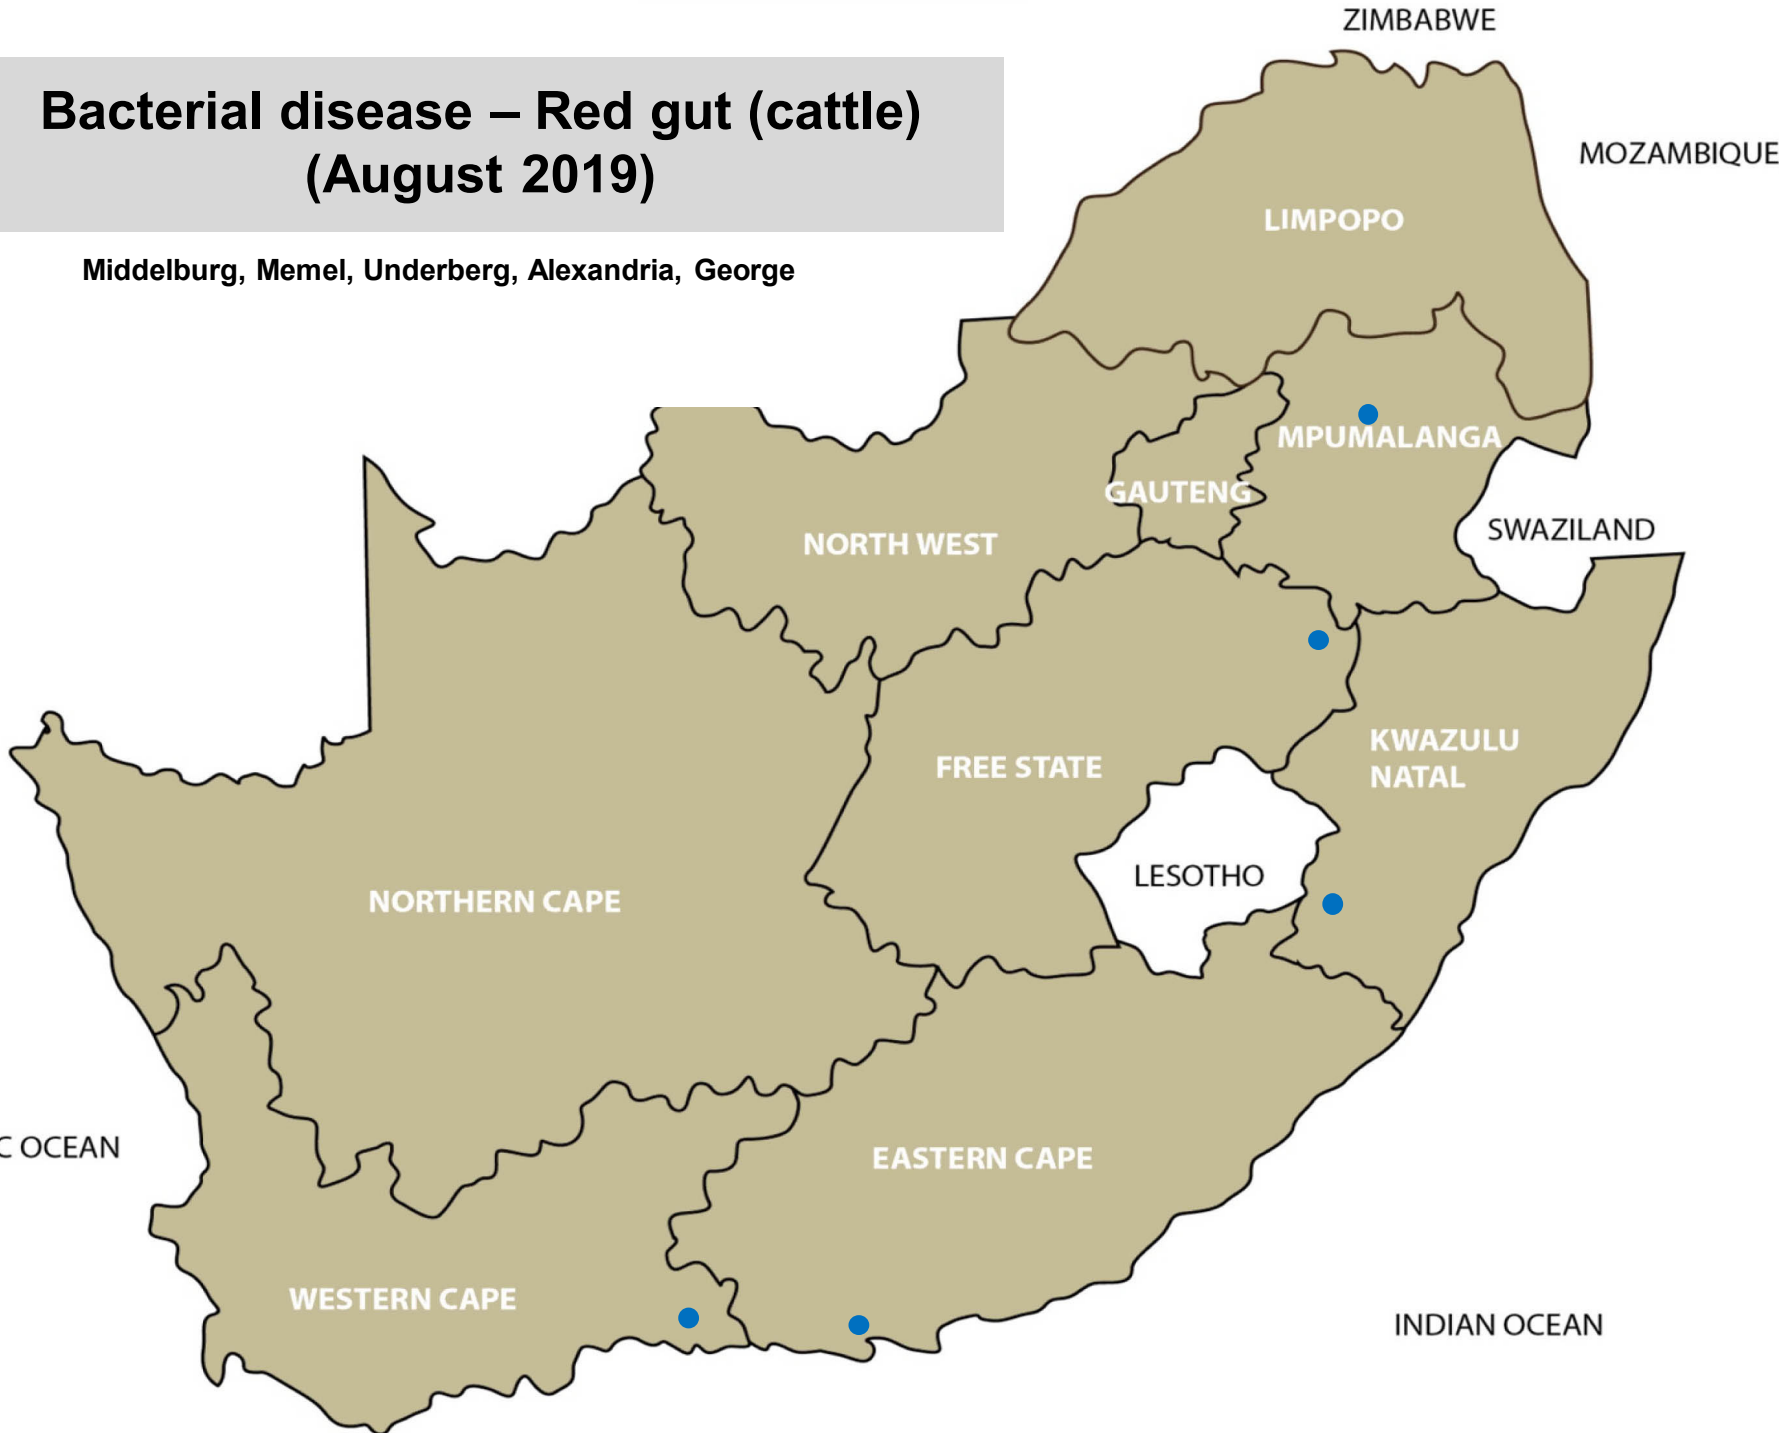 ZIMBABWE
Bacterial disease – Red gut (cattle)
(August 2019)
MOZAMBIQUE
LIMPOPO
Middelburg, Memel, Underberg, Alexandria, George
MPUMALANGA
GAUTENG
SWAZILAND
NORTH WEST
KWAZULU
NATAL
FREE STATE
LESOTHO
NORTHERN CAPE
C OCEAN
EASTERN CAPE
WESTERN CAPE
INDIAN OCEAN